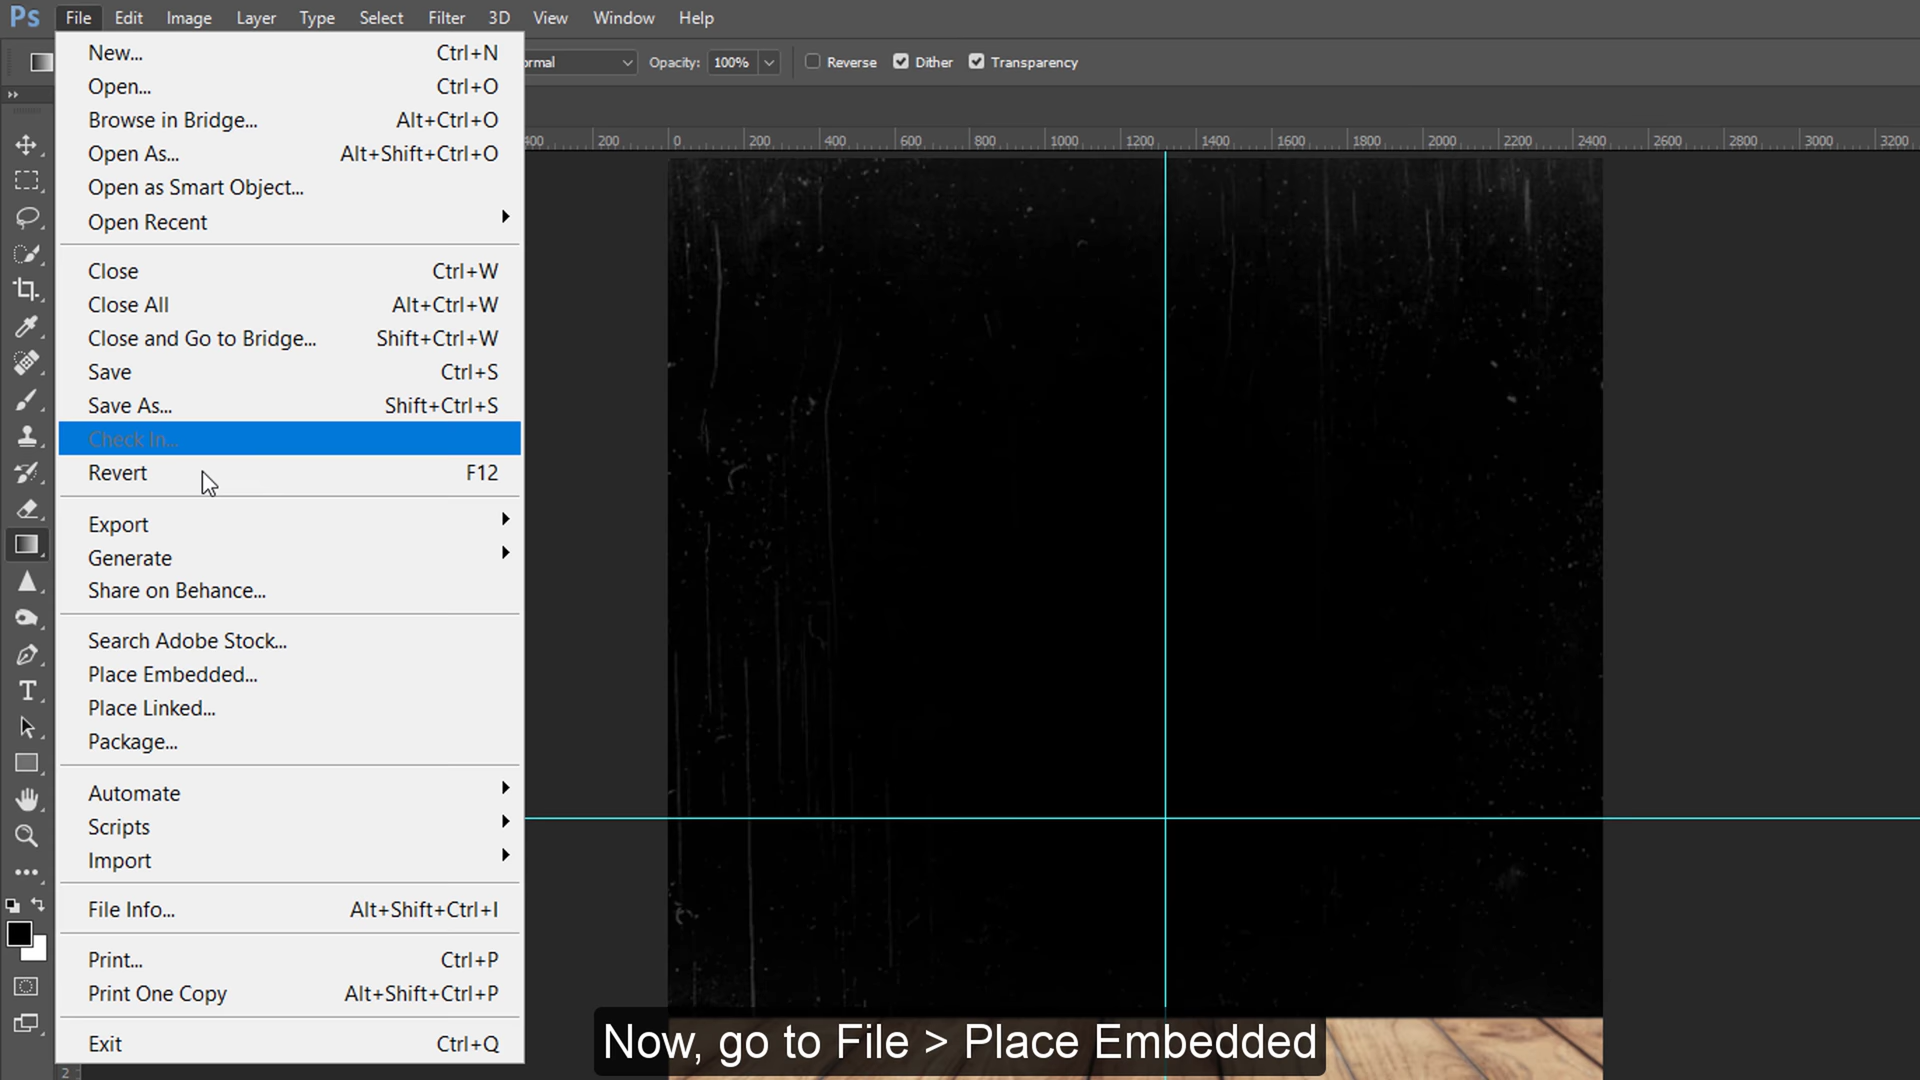 Ps File Edit Image Layer Type Select Filter 3D View Window Help
Opacity: 100% Reverse Dither Transparency
200 0 200 400 600 800 1000 1200 1400 1600 1800 2000 2200 2400 2600 2800 3000 3200
New... Ctrl+N
Open... Ctrl+O
Browse in Bridge... Alt+Ctrl+O
Open As... Alt+Shift+Ctrl+O
Open as Smart Object...
Open Recent
Close Ctrl+W
Close All Alt+Ctrl+W
Close and Go to Bridge... Shift+Ctrl+W
Save Ctrl+S
Save As... Shift+Ctrl+S
Check In...
Revert F12
Export
Generate
Share on Behance...
Search Adobe Stock...
Place Embedded...
Place Linked...
Package...
Automate
Scripts
Import
File Info... Alt+Shift+Ctrl+I
Print... Ctrl+P
Print One Copy Alt+Shift+Ctrl+P
Exit Ctrl+Q
Now, go to File > Place Embedded
2